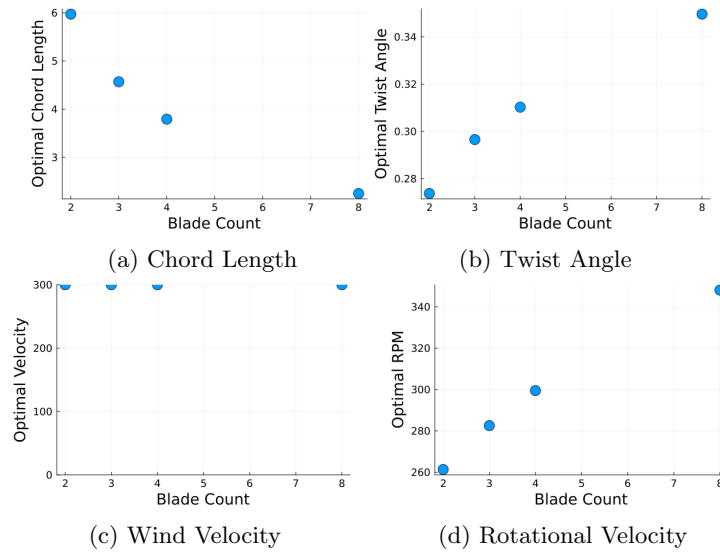 Optimal Chord Length
6
5
4
3
2 3 4 5 6 7 8
Blade Count
(a) Chord Length
Optimal Twist Angle
0.34
0.32
0.30
0.28
2 3 4 5 6 7 8
Blade Count
(b) Twist Angle
Optimal Velocity
300
200
100
0
2 3 4 5 6 7 8
Blade Count
(c) Wind Velocity
Optimal RPM
340
320
300
280
260
2 3 4 5 6 7 8
Blade Count
(d) Rotational Velocity